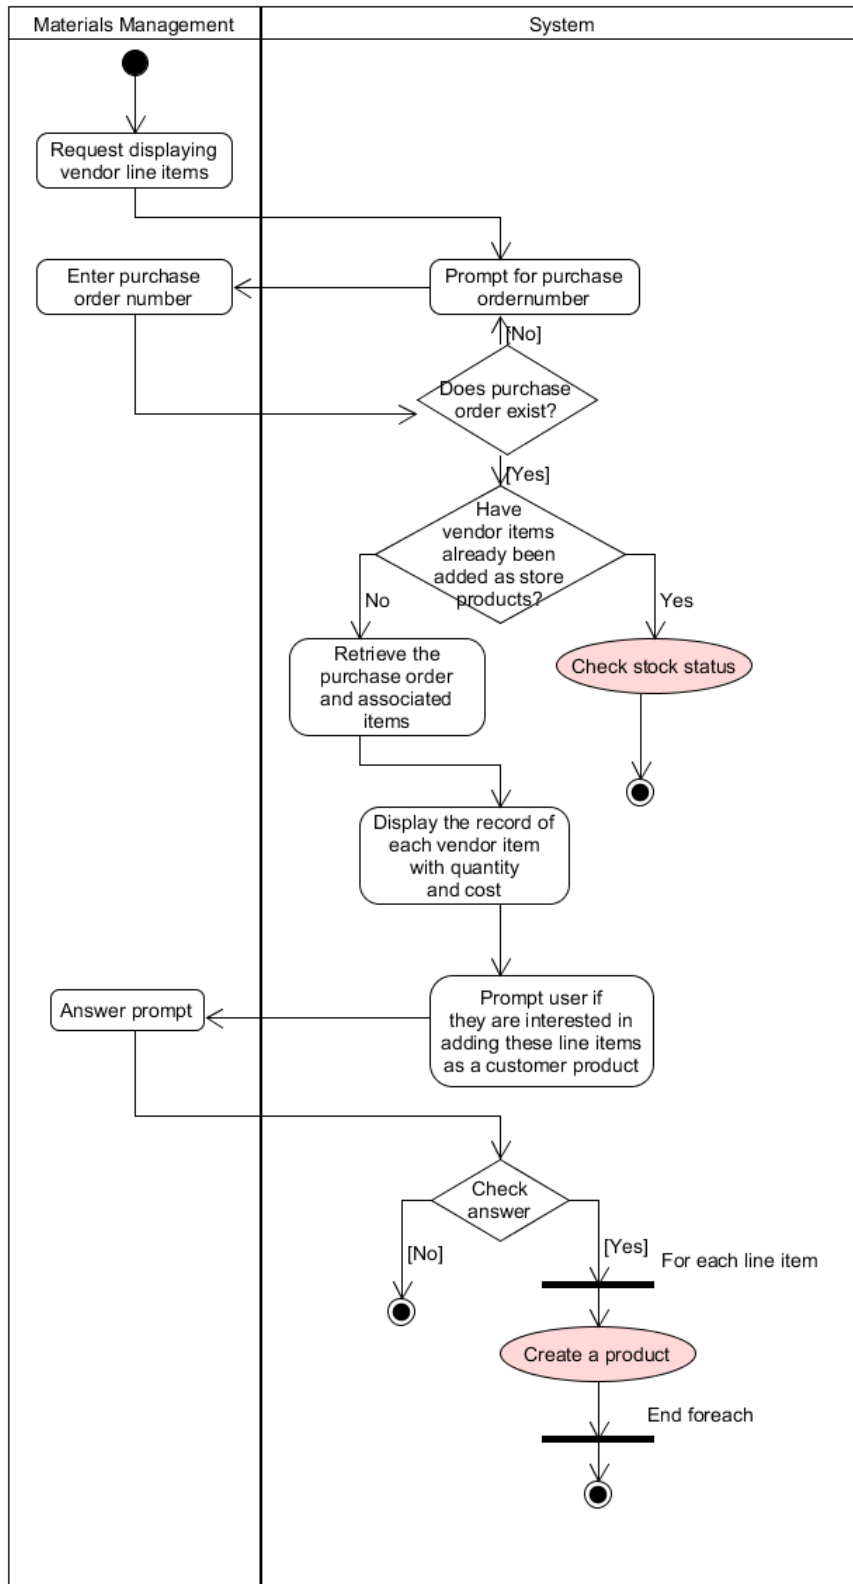 Materials Management
System
Request displaying
vendor line items
Enter purchase
order number
Prompt for purchase
ordernumber
[No]
Does purchase
order exist?
[Yes]
Have
vendor items
already been
added as store
products?
No
Yes
Retrieve the
purchase order
and associated
items
Check stock status
Display the record of
each vendor item
with quantity
and cost
Answer prompt
Prompt user if
they are interested in
adding these line items
as a customer product
Check
answer
[No]
[Yes]
For each line item
Create a product
End foreach